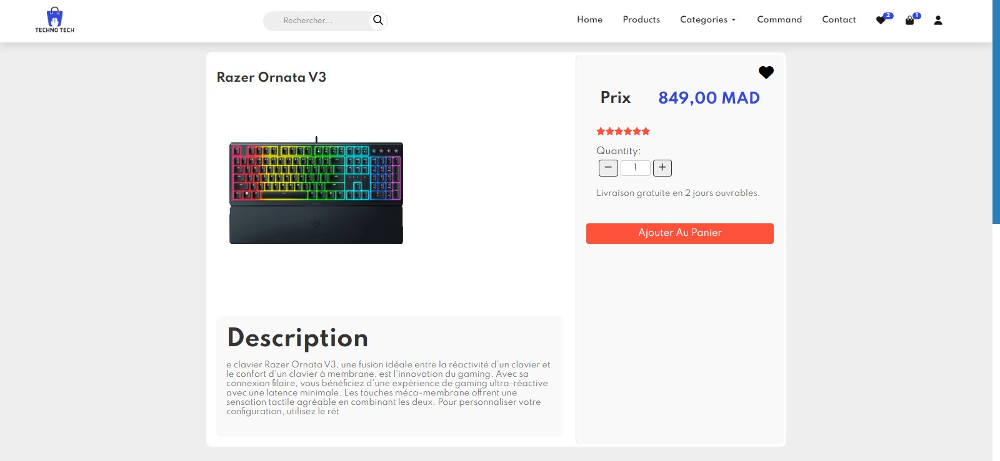 TECHNO TECH
Rechercher...
Home
Products
Categories
Command
Contact
2
1
Razer Ornata V3
Prix
849,00 MAD
Quantity:
− 1 +
Livraison gratuite en 2 jours ouvrables.
Ajouter Au Panier
Description
e clavier Razer Ornata V3, une fusion idéale entre la réactivité d'un clavier et
le confort d'un clavier à membrane, est l'innovation du gaming. Avec sa
connexion filaire, vous bénéficiez d'une expérience de gaming ultra-réactive
avec une latence minimale. Les touches méca-membrane offrent une
sensation tactile agréable en combinant les deux. Pour personnaliser votre
configuration, utilisez le rét